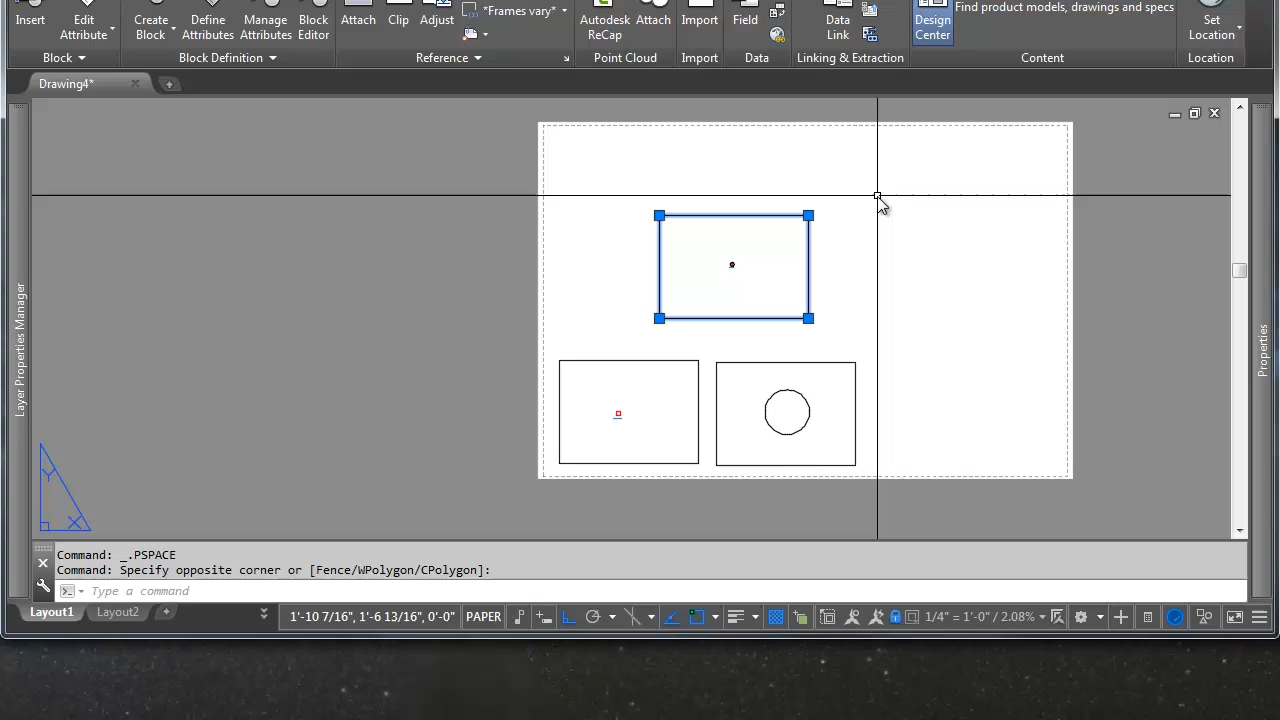 Find product models, drawings and specs
Insert
Edit
Attribute
Create
Block
Define
Attributes
Manage
Attributes
Block
Editor
Attach
Clip
Adjust
*Frames vary*
Autodesk
ReCap
Attach
Import
Field
Data
Link
Design
Center
Set
Location
Block
Block Definition
Reference
Point Cloud
Import
Data
Linking & Extraction
Content
Location
Drawing4*
Layer Properties Manager
Properties
Y
X
Command: _.PSPACE
Command: Specify opposite corner or [Fence/WPolygon/CPolygon]:
Type a command
Layout1
Layout2
1'-10 7/16", 1'-6 13/16", 0'-0"
PAPER
1/4" = 1'-0" / 2.08%